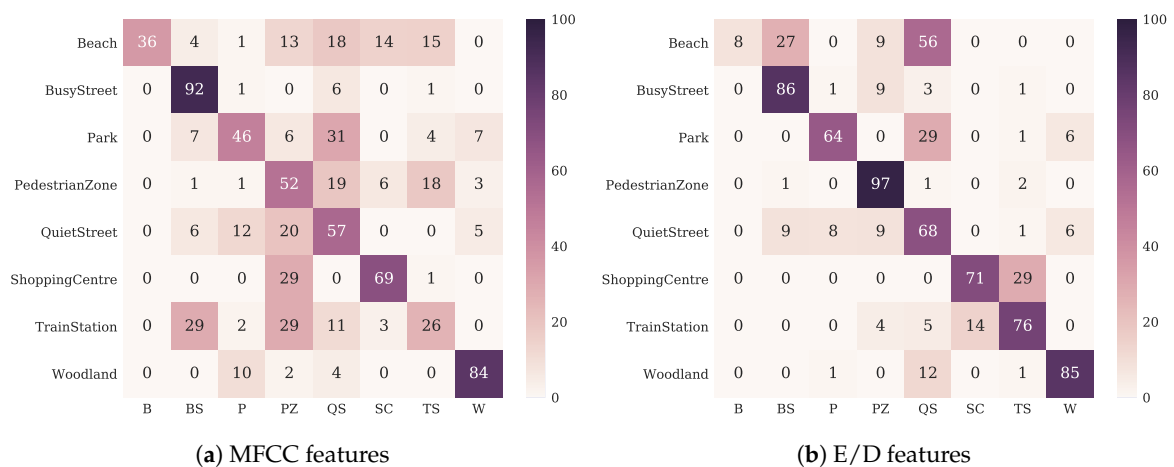 Beach 36 4 1 13 18 14 15 0
BusyStreet 0 92 1 0 6 0 1 0
Park 0 7 46 6 31 0 4 7
PedestrianZone 0 1 1 52 19 6 18 3
QuietStreet 0 6 12 20 57 0 0 5
ShoppingCentre 0 0 0 29 0 69 1 0
TrainStation 0 29 2 29 11 3 26 0
Woodland 0 0 10 2 4 0 0 84
B BS P PZ QS SC TS W
100
80
60
40
20
0
(a) MFCC features
Beach 8 27 0 9 56 0 0 0
BusyStreet 0 86 1 9 3 0 1 0
Park 0 0 64 0 29 0 1 6
PedestrianZone 0 1 0 97 1 0 2 0
QuietStreet 0 9 8 9 68 0 1 6
ShoppingCentre 0 0 0 0 0 71 29 0
TrainStation 0 0 0 4 5 14 76 0
Woodland 0 0 1 0 12 0 1 85
B BS P PZ QS SC TS W
100
80
60
40
20
0
(b) E/D features